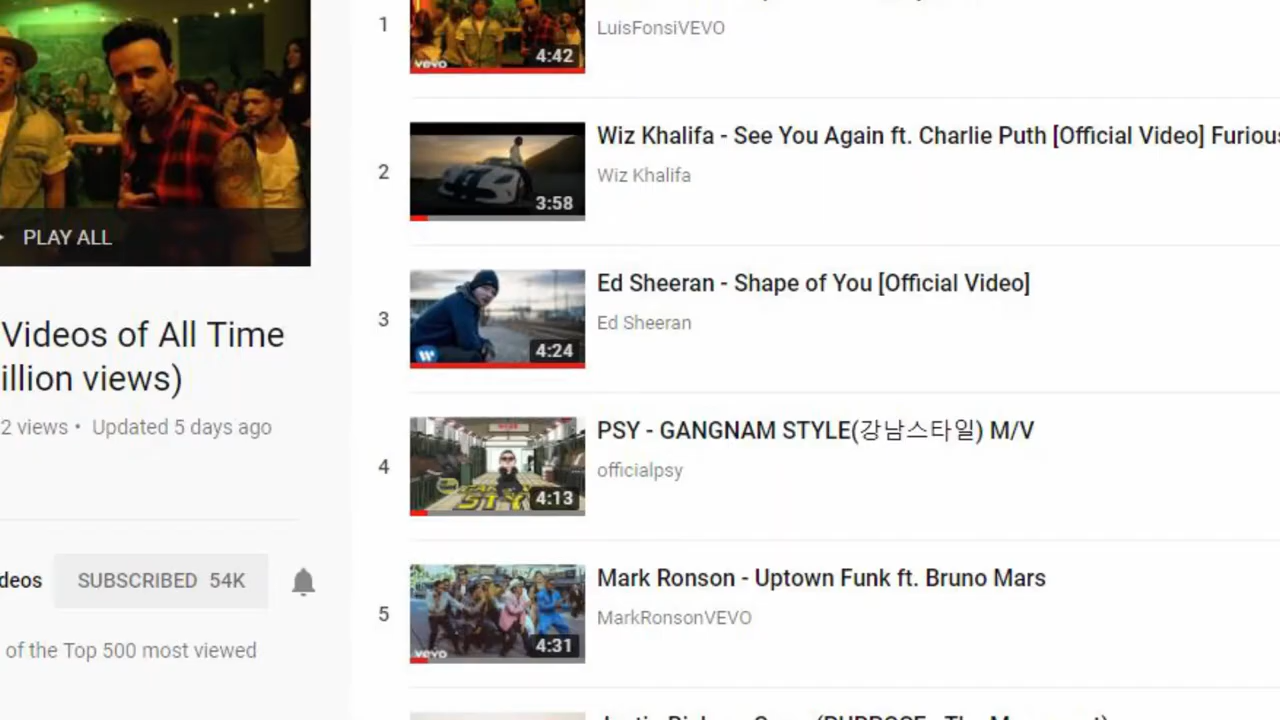 1
LuisFonsiVEVO
vevo
4:42
Wiz Khalifa - See You Again ft. Charlie Puth [Official Video] Furious
2
Wiz Khalifa
3:58
PLAY ALL
Ed Sheeran - Shape of You [Official Video]
3
Ed Sheeran
4:24
Videos of All Time
illion views)
2 views • Updated 5 days ago
PSY - GANGNAM STYLE(강남스타일) M/V
4
officialpsy
4:13
deos
SUBSCRIBED 54K
Mark Ronson - Uptown Funk ft. Bruno Mars
5
MarkRonsonVEVO
vevo
4:31
of the Top 500 most viewed